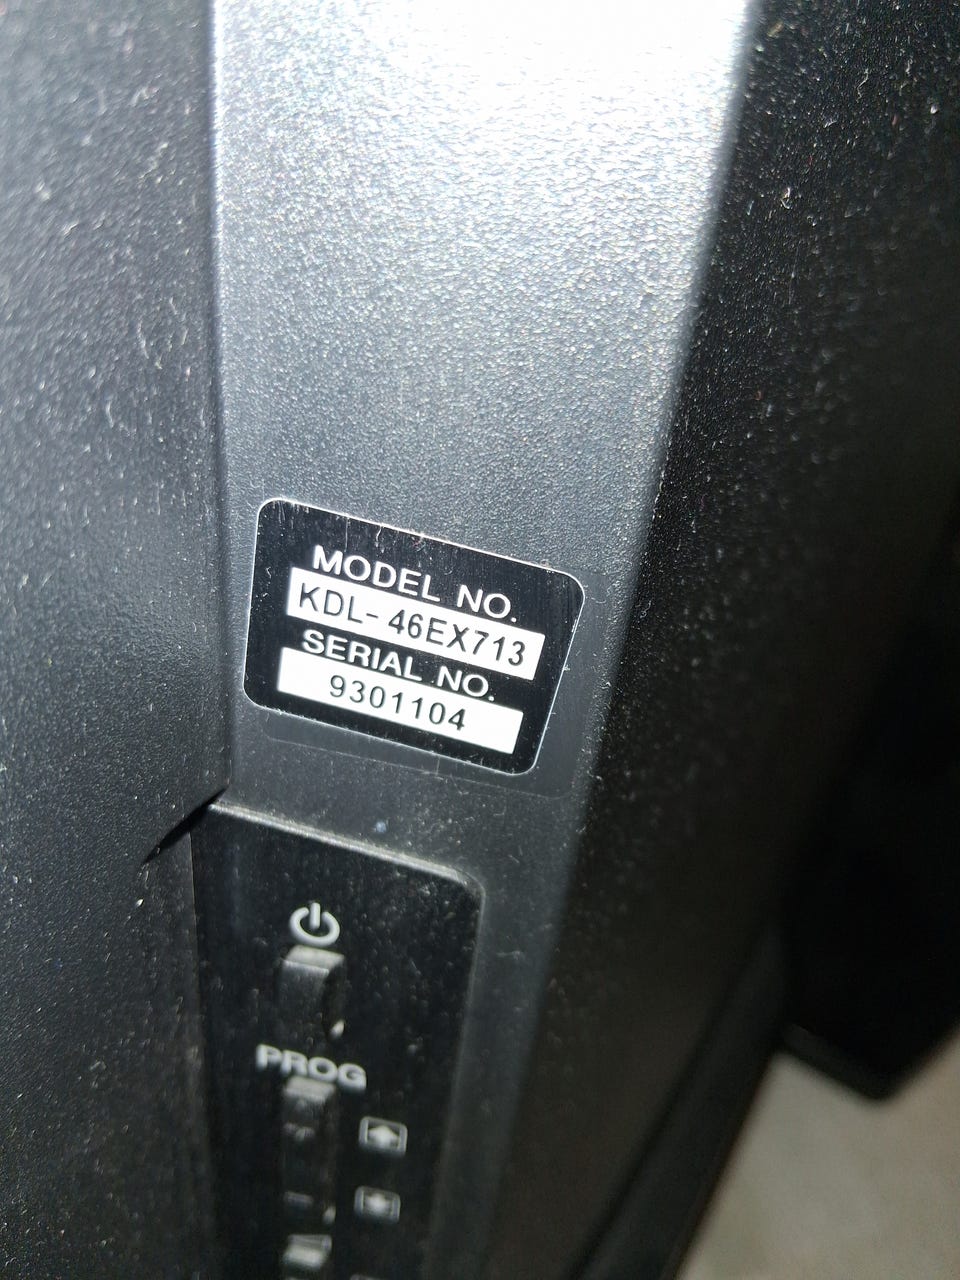 MODEL NO.
KDL-46EX713
SERIAL NO.
9301104
PROG